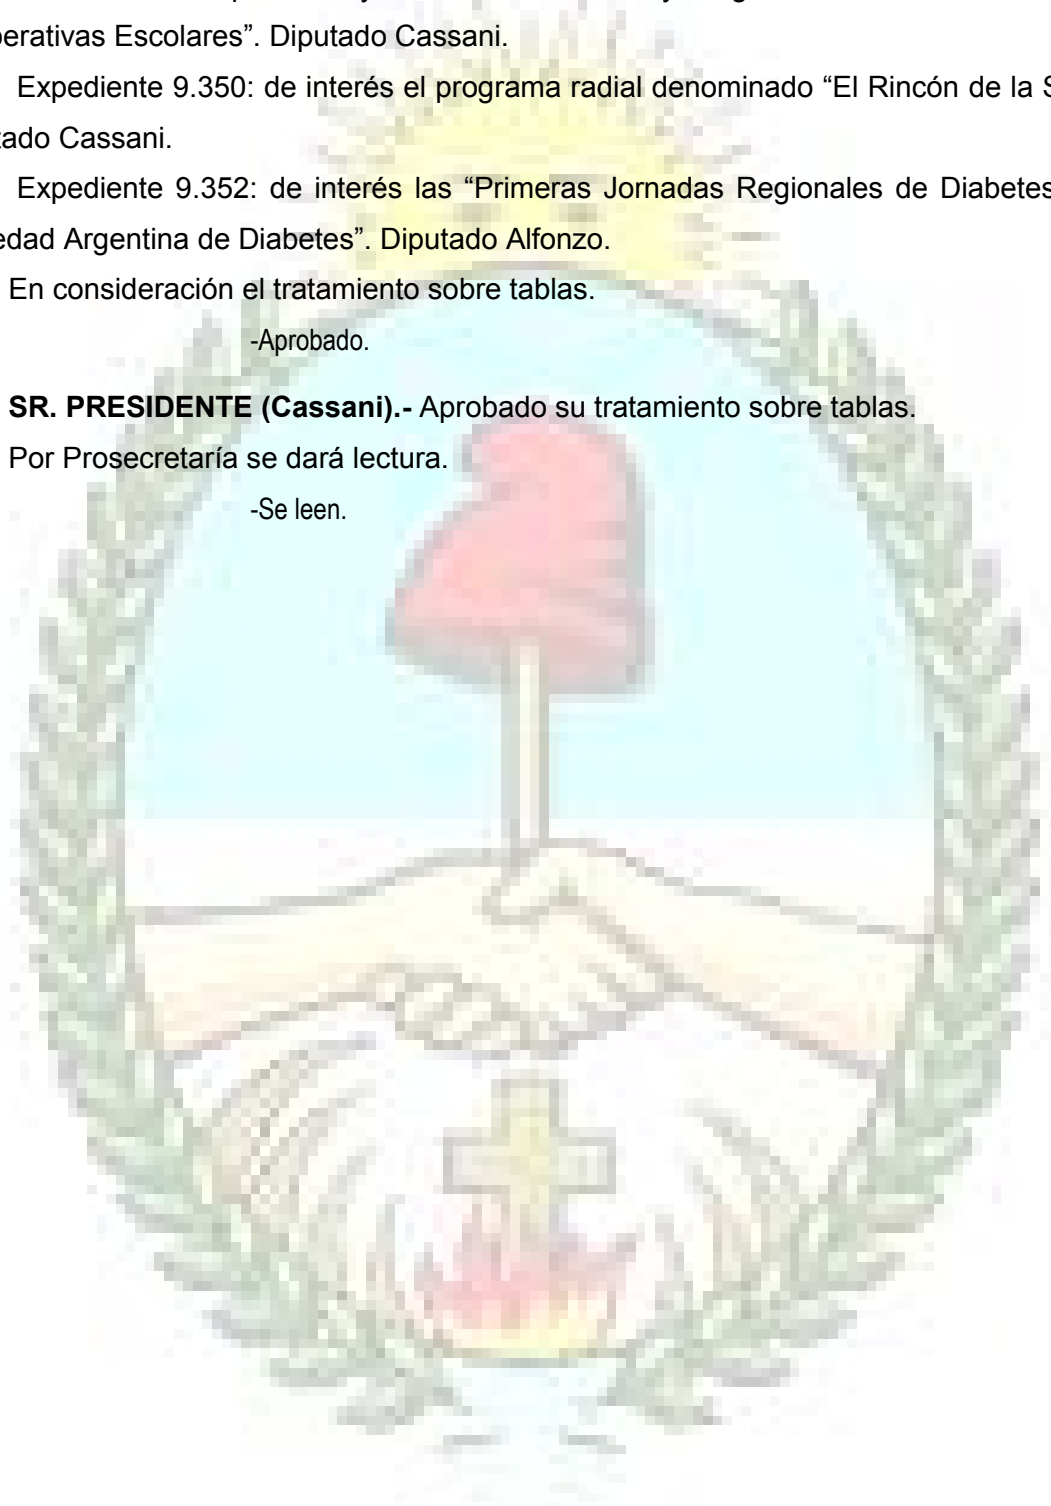 perativas Escolares”. Diputado Cassani.
Expediente 9.350: de interés el programa radial denominado “El Rincón de la S
tado Cassani.
Expediente 9.352: de interés las “Primeras Jornadas Regionales de Diabetes
edad Argentina de Diabetes”. Diputado Alfonzo.
En consideración el tratamiento sobre tablas.
-Aprobado.
SR. PRESIDENTE (Cassani).- Aprobado su tratamiento sobre tablas.
Por Prosecretaría se dará lectura.
-Se leen.